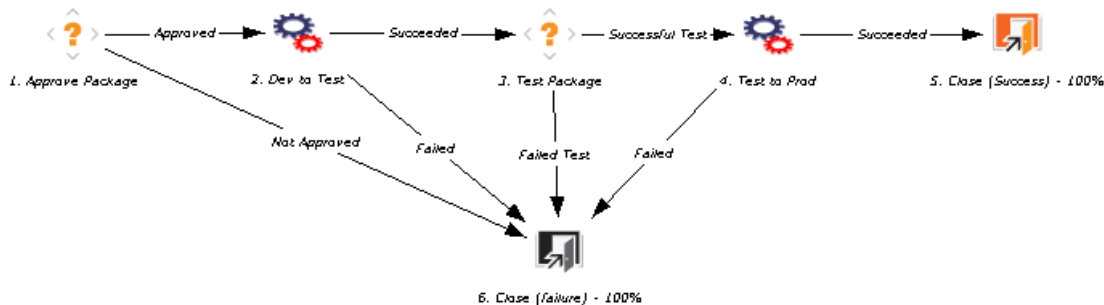 Approved
Succeeded
Successful Test
Succeeded
1. Approve Package
2. Dev to Test
3. Test Package
4. Test to Prod
5. Close (Success) - 100%
Not Approved
Failed
Failed Test
Failed
6. Close (failure) - 100%